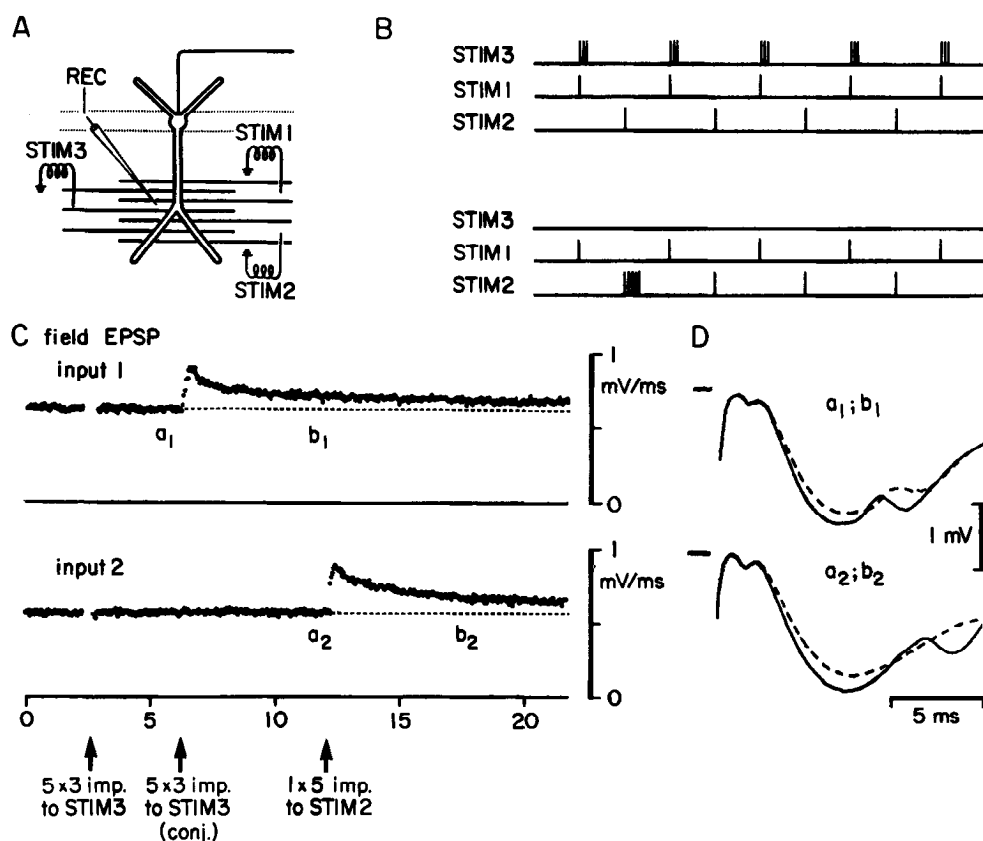 A
REC
STIM3
STIM1
STIM2
B
STIM3
STIM1
STIM2
STIM3
STIM1
STIM2
C field EPSP
input 1
a1
b1
1
mV/ms
0
input 2
a2
b2
1
mV/ms
0
0 5 10 15 20
5×3 imp.
to STIM3
5×3 imp.
to STIM3
(conj.)
1×5 imp.
to STIM2
D
a1; b1
1 mV
a2; b2
5 ms